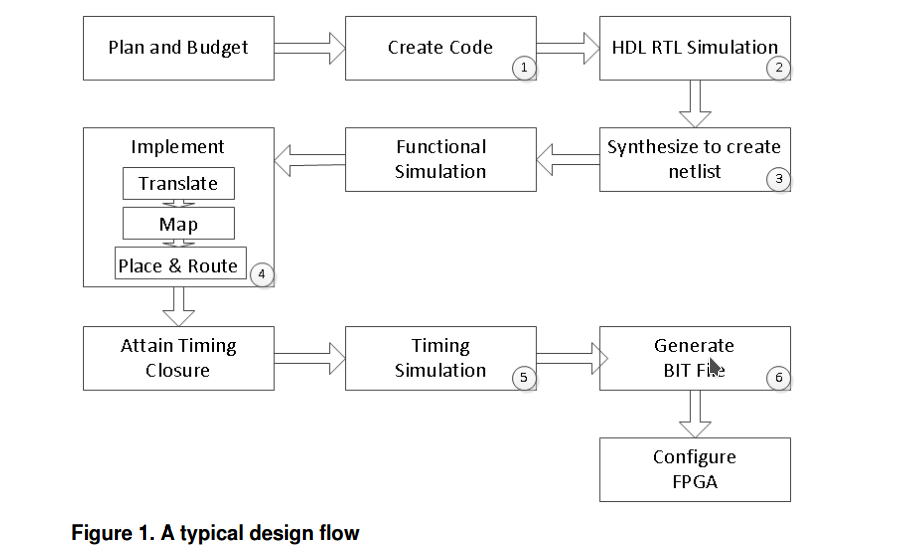 Plan and Budget
Create Code
1
HDL RTL Simulation
2
Implement
Translate
Map
Place & Route
4
Functional
Simulation
Synthesize to create
netlist
3
Attain Timing
Closure
Timing
Simulation
5
Generate
BIT File
6
Configure
FPGA
Figure 1. A typical design flow